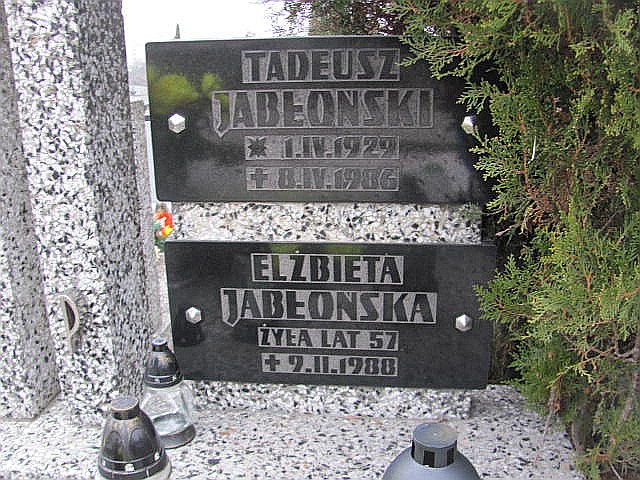 TADEUSZ
JABŁOŃSKI
* 1.IV.1929
✝ 8.IV.1986
ELŻBIETA
JABŁOŃSKA
ŻYŁA LAT 57
✝ 9.II.1988